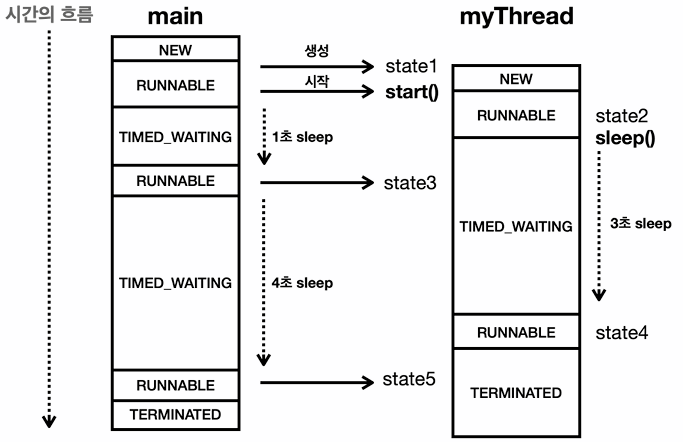 시간의 흐름
main
myThread
NEW
생성
state1
NEW
RUNNABLE
시작
start()
RUNNABLE
state2
sleep()
TIMED_WAITING
1초 sleep
RUNNABLE
state3
TIMED_WAITING
3초 sleep
TIMED_WAITING
4초 sleep
RUNNABLE
state4
RUNNABLE
state5
TERMINATED
TERMINATED